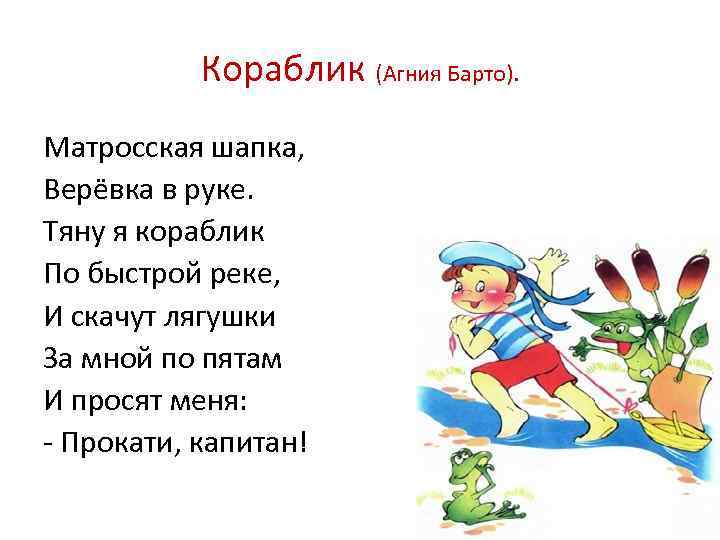 Кораблик (Агния Барто).
Матросская шапка,
Верёвка в руке.
Тяну я кораблик
По быстрой реке,
И скачут лягушки
За мной по пятам
И просят меня:
- Прокати, капитан!